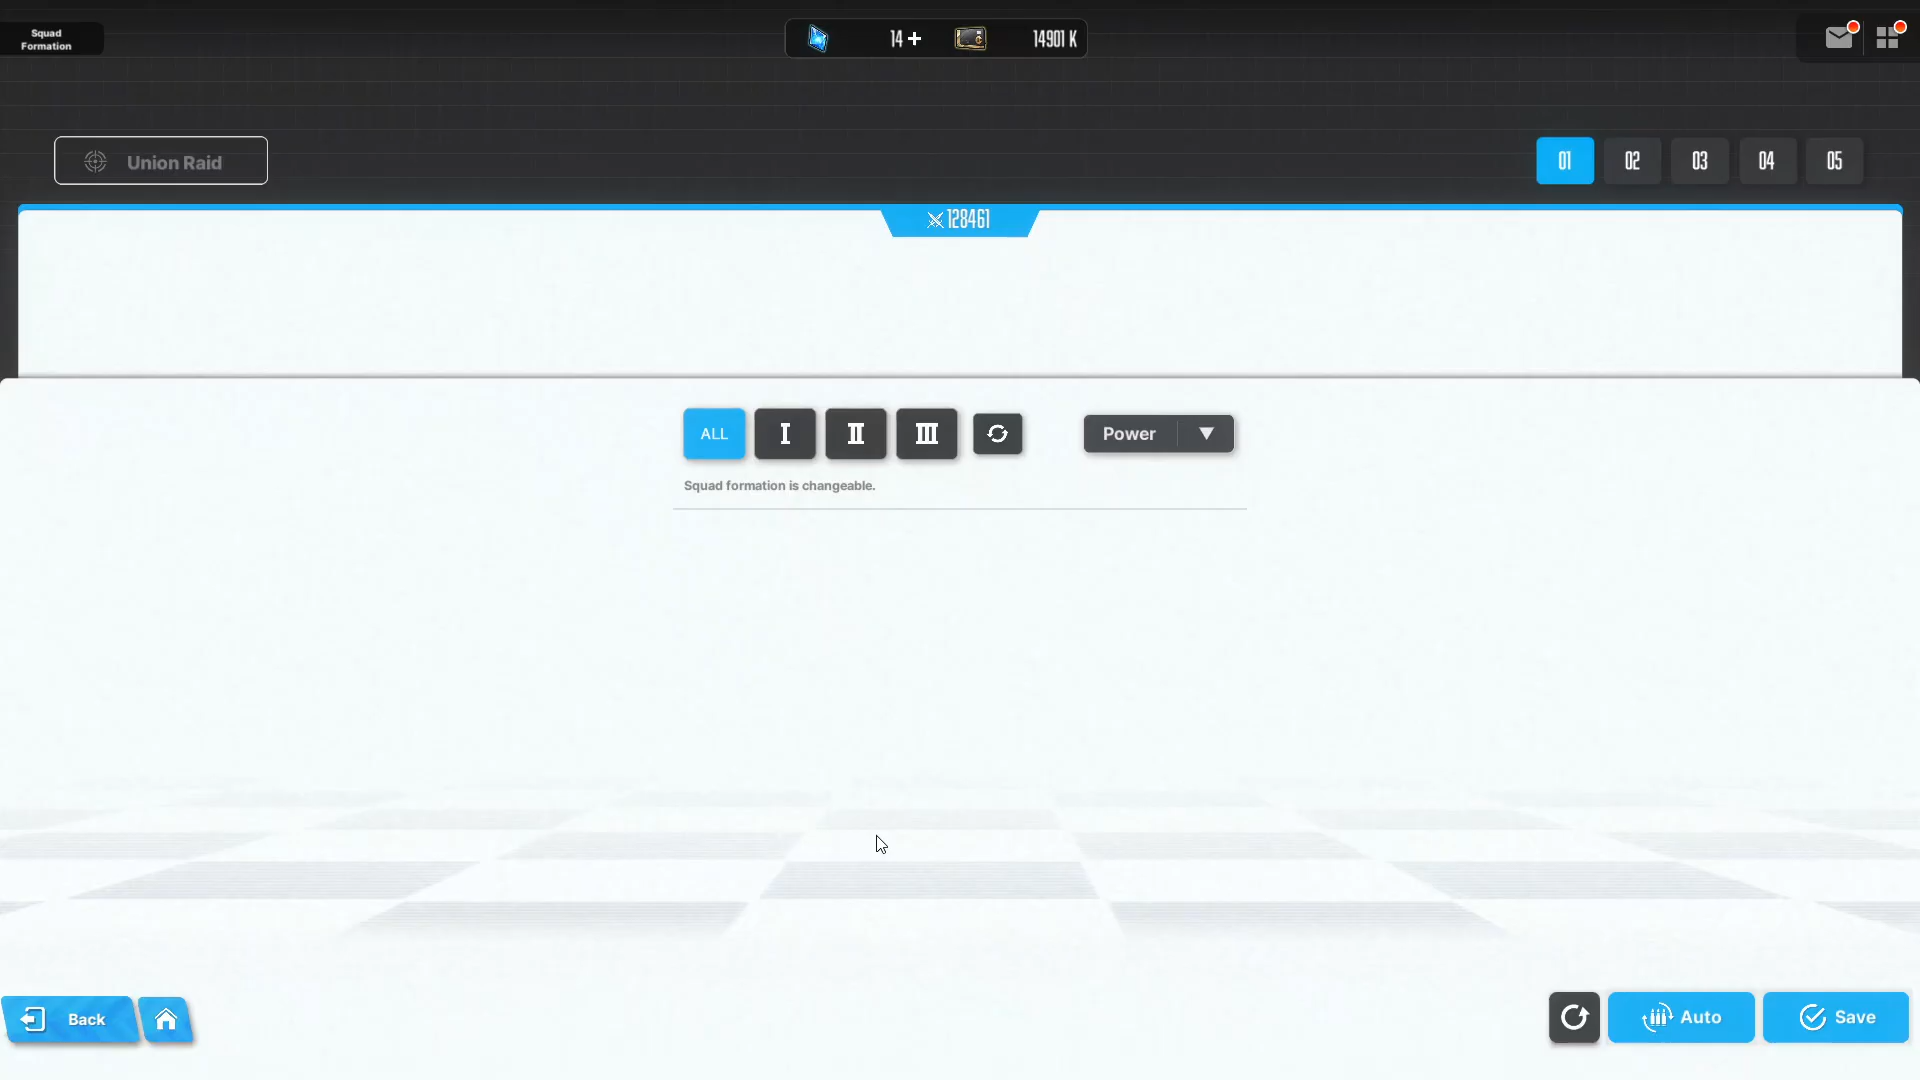 Squad
Formation
14
14901 K
Union Raid
01
02
03
04
05
128461
ALL
I
II
III
Power
Squad formation is changeable.
Back
Auto
Save